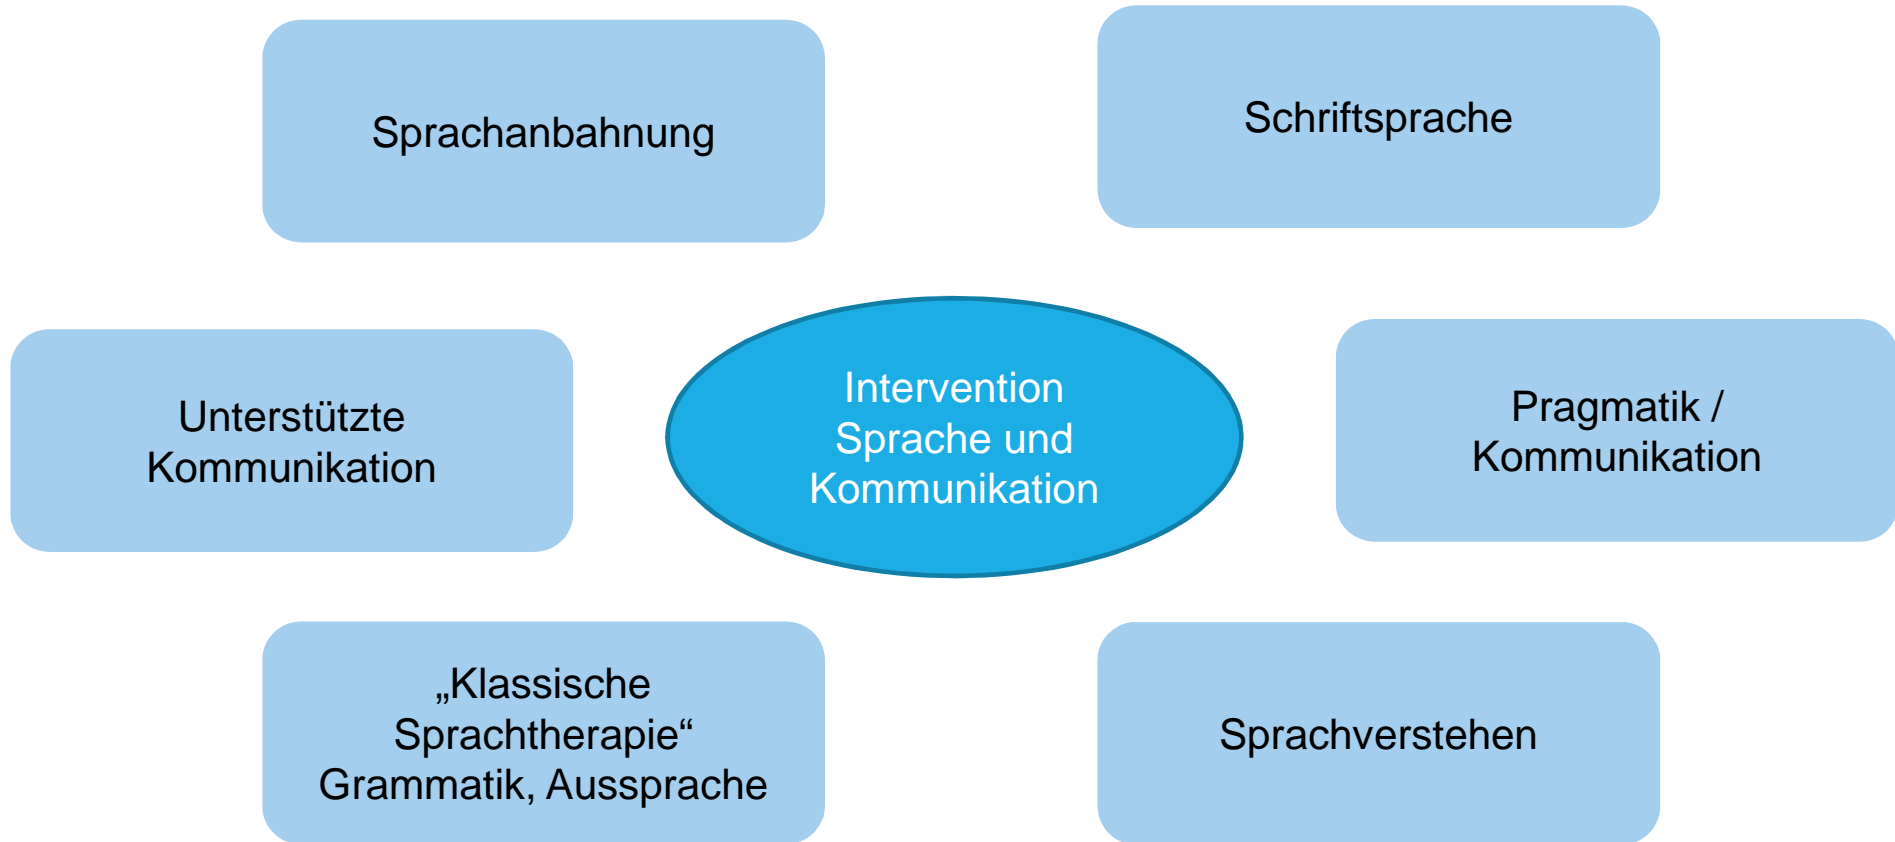 Sprachanbahnung
Schriftsprache
Unterstützte
Kommunikation
Intervention
Sprache und
Kommunikation
Pragmatik /
Kommunikation
„Klassische
Sprachtherapie“
Grammatik, Aussprache
Sprachverstehen